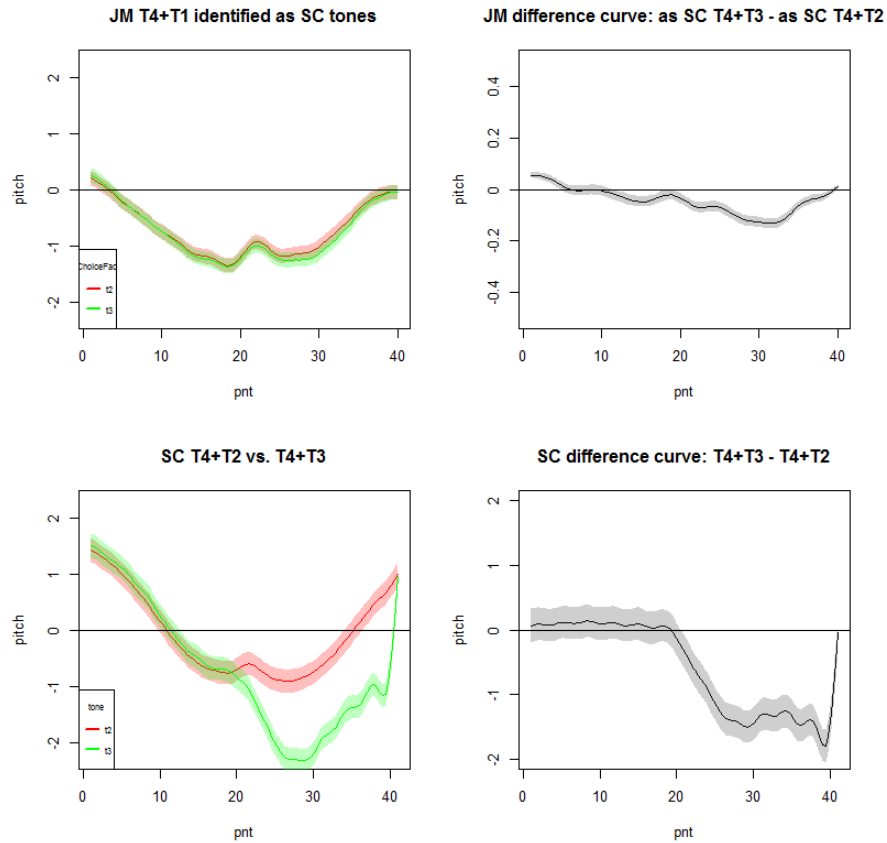 JM T4+T1 identified as SC tones
pitch
2
1
0
-1
-2
ChoiceFac
t2
t3
0 10 20 30 40
pnt
JM difference curve: as SC T4+T3 - as SC T4+T2
pitch
0.4
0.2
0
-0.2
-0.4
0 10 20 30 40
pnt
SC T4+T2 vs. T4+T3
pitch
2
1
0
-1
-2
tone
t2
t3
0 10 20 30 40
pnt
SC difference curve: T4+T3 - T4+T2
pitch
2
1
0
-1
-2
0 10 20 30 40
pnt